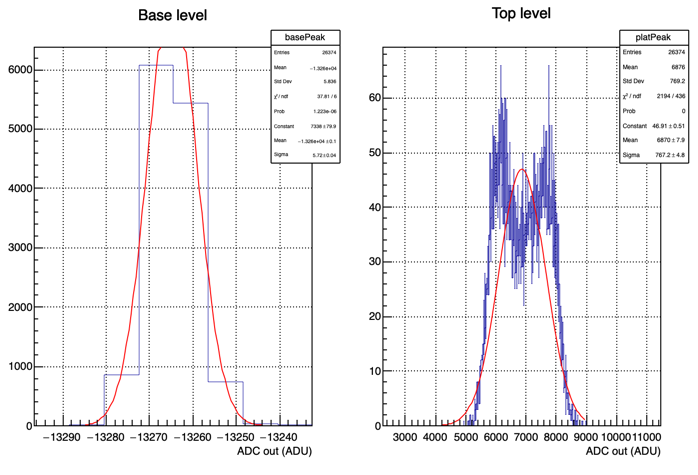 Base level
basePeak
Entries 26374
Mean −1.326e+04
Std Dev 5.836
χ² / ndf 37.81 / 6
Prob 1.223e-06
Constant 7338 ± 79.9
Mean −1.326e+04 ± 0.1
Sigma 5.72 ± 0.04
6000
5000
4000
3000
2000
1000
0
−13290 −13280 −13270 −13260 −13250 −13240
ADC out (ADU)
Top level
platPeak
Entries 26374
Mean 6876
Std Dev 769.2
χ² / ndf 2194 / 436
Prob 0
Constant 46.91 ± 0.51
Mean 6870 ± 7.9
Sigma 767.2 ± 4.8
60
50
40
30
20
10
0
3000 4000 5000 6000 7000 8000 9000 10000 11000
ADC out (ADU)